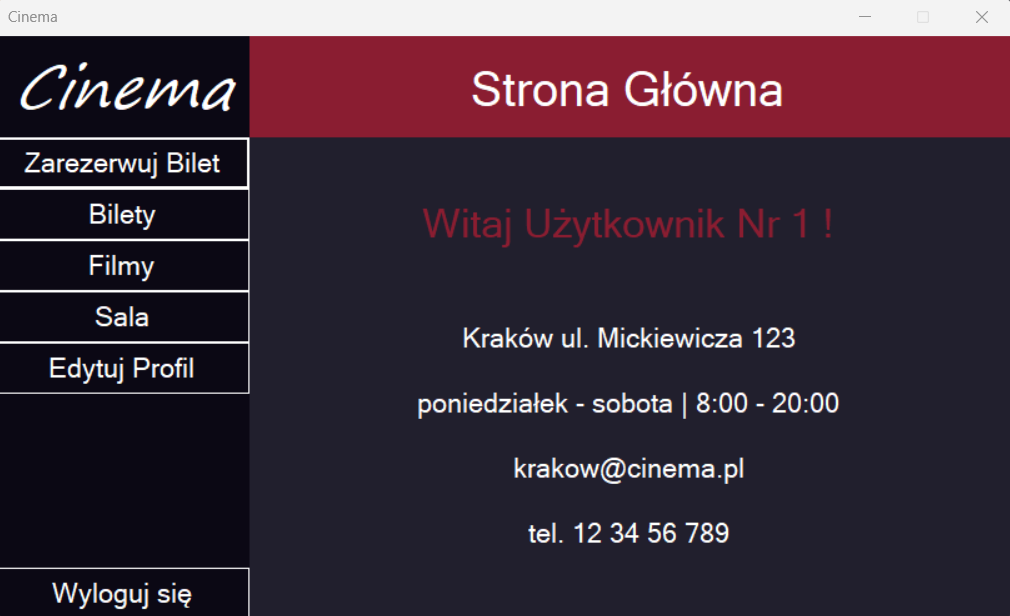 Cinema
Cinema
Strona Główna
Zarezerwuj Bilet
Bilety
Filmy
Sala
Edytuj Profil
Wyloguj się
Witaj Użytkownik Nr 1 !
Kraków ul. Mickiewicza 123
poniedziałek - sobota | 8:00 - 20:00
krakow@cinema.pl
tel. 12 34 56 789